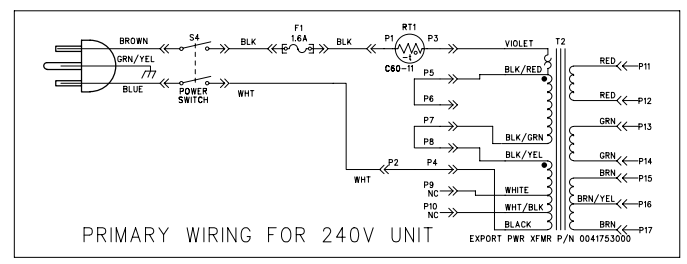 F1
1.6A
RT1
S4
T2
BROWN
BLK
BLK
P1
P3
VIOLET
GRN/YEL
C60-11
BLK/RED
RED
P11
P5
BLUE
POWER
SWITCH
WHT
P6
RED
P12
P7
GRN
P13
BLK/GRN
P8
BLK/YEL
GRN
P14
P2
P4
BRN
P15
WHT
P9
NC
WHITE
BRN/YEL
P16
P10
NC
WHT/BLK
BLACK
BRN
P17
PRIMARY WIRING FOR 240V UNIT
EXPORT PWR XFMR P/N 0041753000